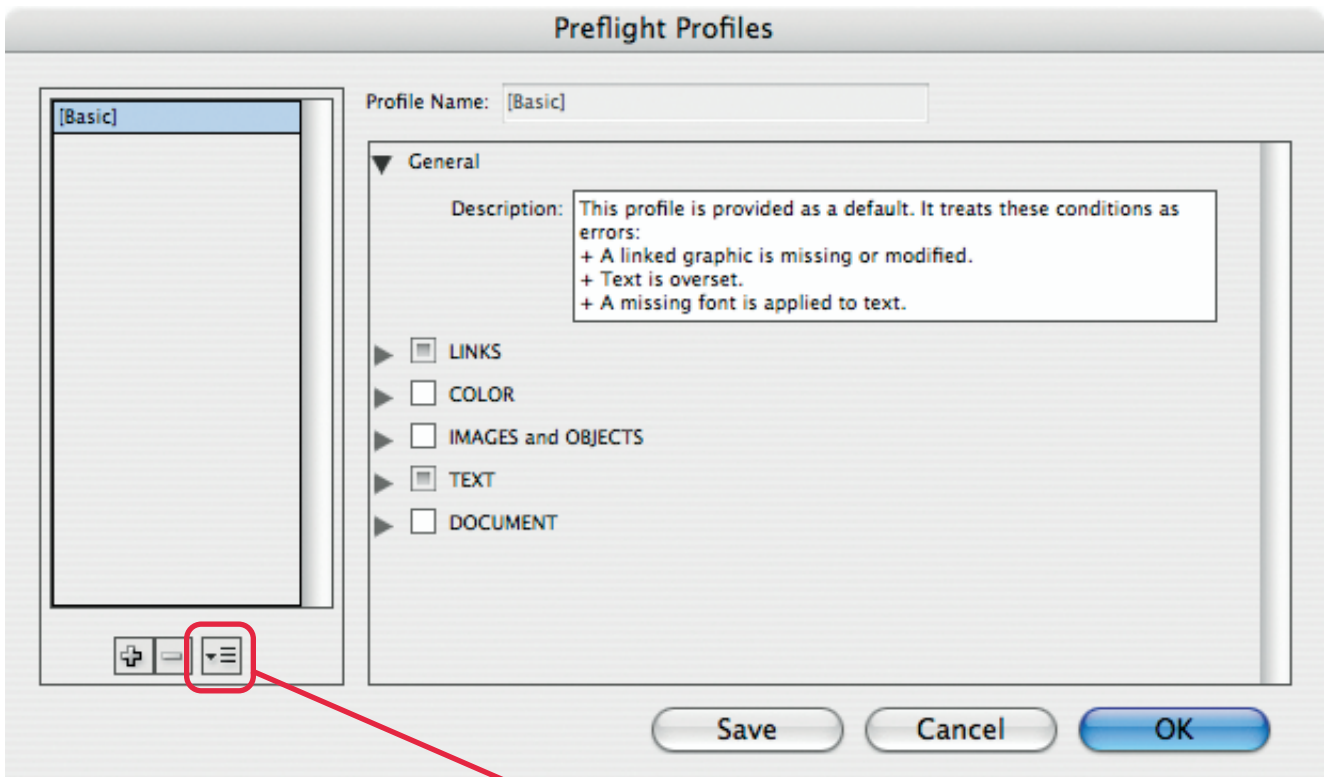 Preflight Profiles
[Basic]
Profile Name: [Basic]
General
Description: This profile is provided as a default. It treats these conditions as
errors:
+ A linked graphic is missing or modified.
+ Text is overset.
+ A missing font is applied to text.
LINKS
COLOR
IMAGES and OBJECTS
TEXT
DOCUMENT
Save Cancel OK